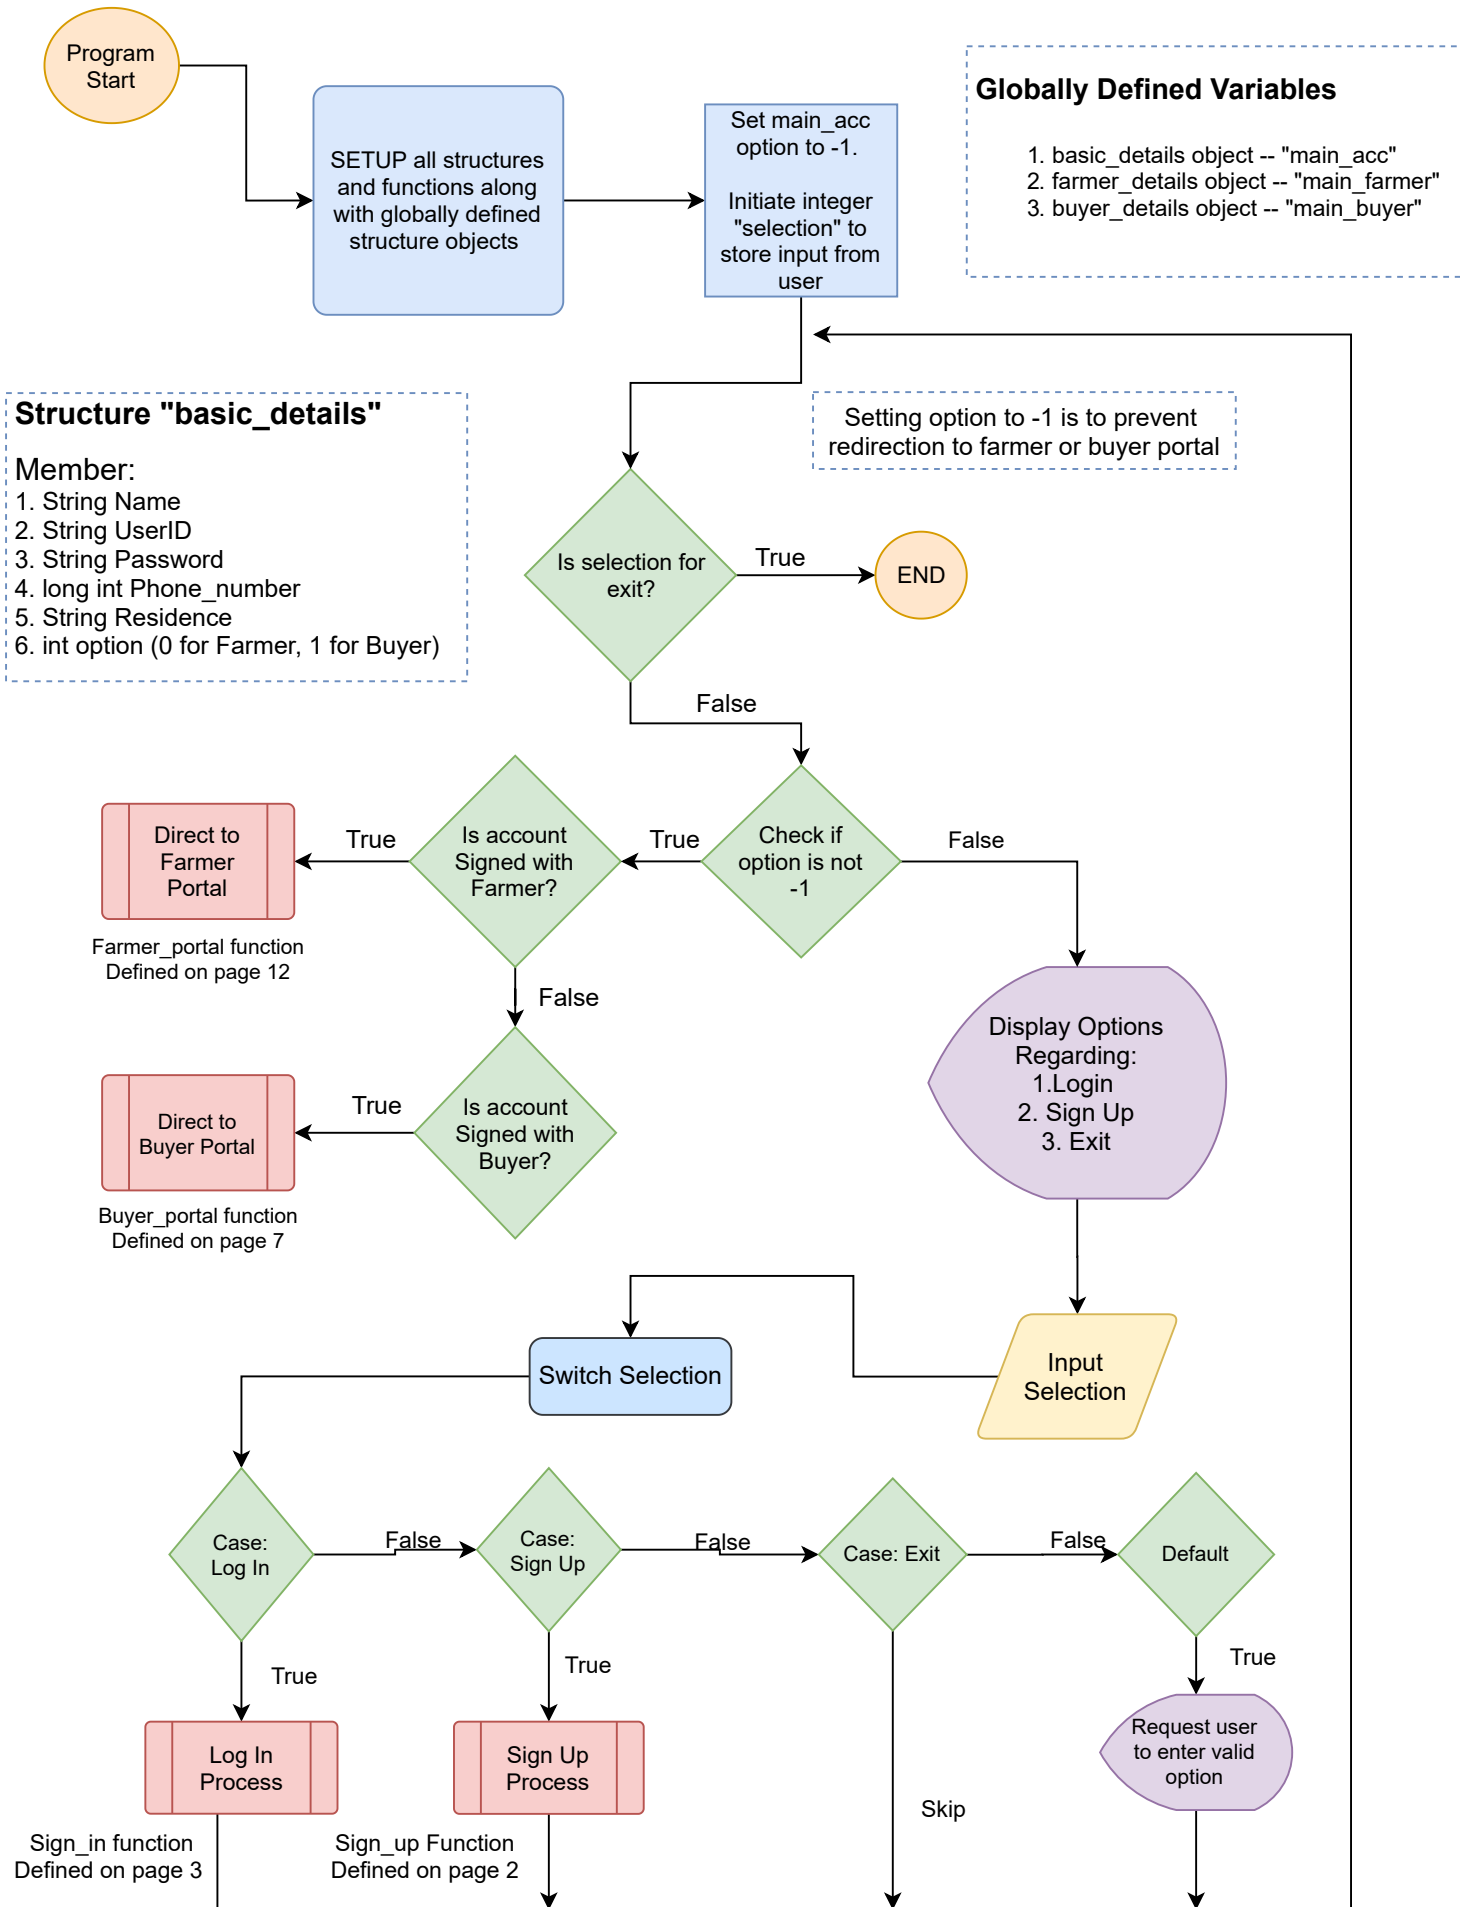 Program
Start
SETUP all structures
and functions along
with globally defined
structure objects
Set main_acc
option to -1.
Initiate integer
"selection" to
store input from
user
Globally Defined Variables
1. basic_details object -- "main_acc"
2. farmer_details object -- "main_farmer"
3. buyer_details object -- "main_buyer"
Structure "basic_details"
Member:
1. String Name
2. String UserID
3. String Password
4. long int Phone_number
5. String Residence
6. int option (0 for Farmer, 1 for Buyer)
Setting option to -1 is to prevent
redirection to farmer or buyer portal
Is selection for
exit?
True
END
False
Check if
option is not
-1
True
False
Is account
Signed with
Farmer?
True
Direct to
Farmer
Portal
Farmer_portal function
Defined on page 12
False
Is account
Signed with
Buyer?
True
Direct to
Buyer Portal
Buyer_portal function
Defined on page 7
Display Options
Regarding:
1.Login
2. Sign Up
3. Exit
Input
Selection
Switch Selection
Case:
Log In
False
Case:
Sign Up
False
Case: Exit
False
Default
True
True
True
Log In
Process
Sign Up
Process
Request user
to enter valid
option
Skip
Sign_in function
Defined on page 3
Sign_up Function
Defined on page 2